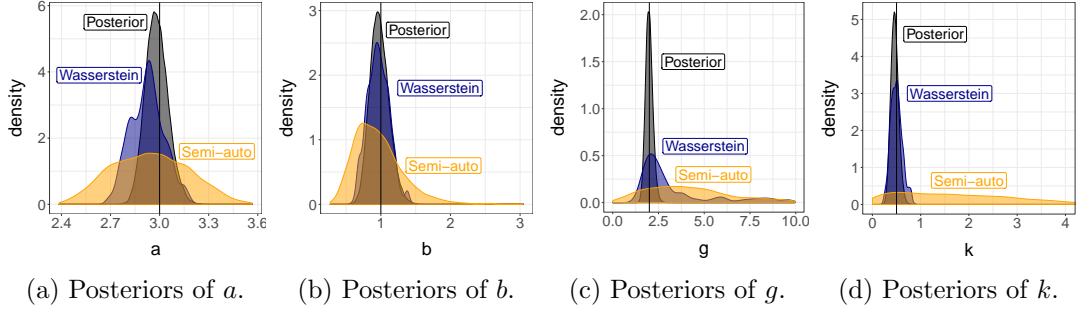 6
4
2
0
density
Posterior
Wasserstein
Semi-auto
2.4 2.7 3.0 3.3 3.6
a
3
2
1
0
density
Posterior
Wasserstein
Semi-auto
1 2 3
b
2.0
1.5
1.0
0.5
0.0
density
Posterior
Wasserstein
Semi-auto
0.0 2.5 5.0 7.5 10.0
g
5
4
3
2
1
0
density
Posterior
Wasserstein
Semi-auto
0 1 2 3 4
k
(a) Posteriors of a. (b) Posteriors of b. (c) Posteriors of g. (d) Posteriors of k.